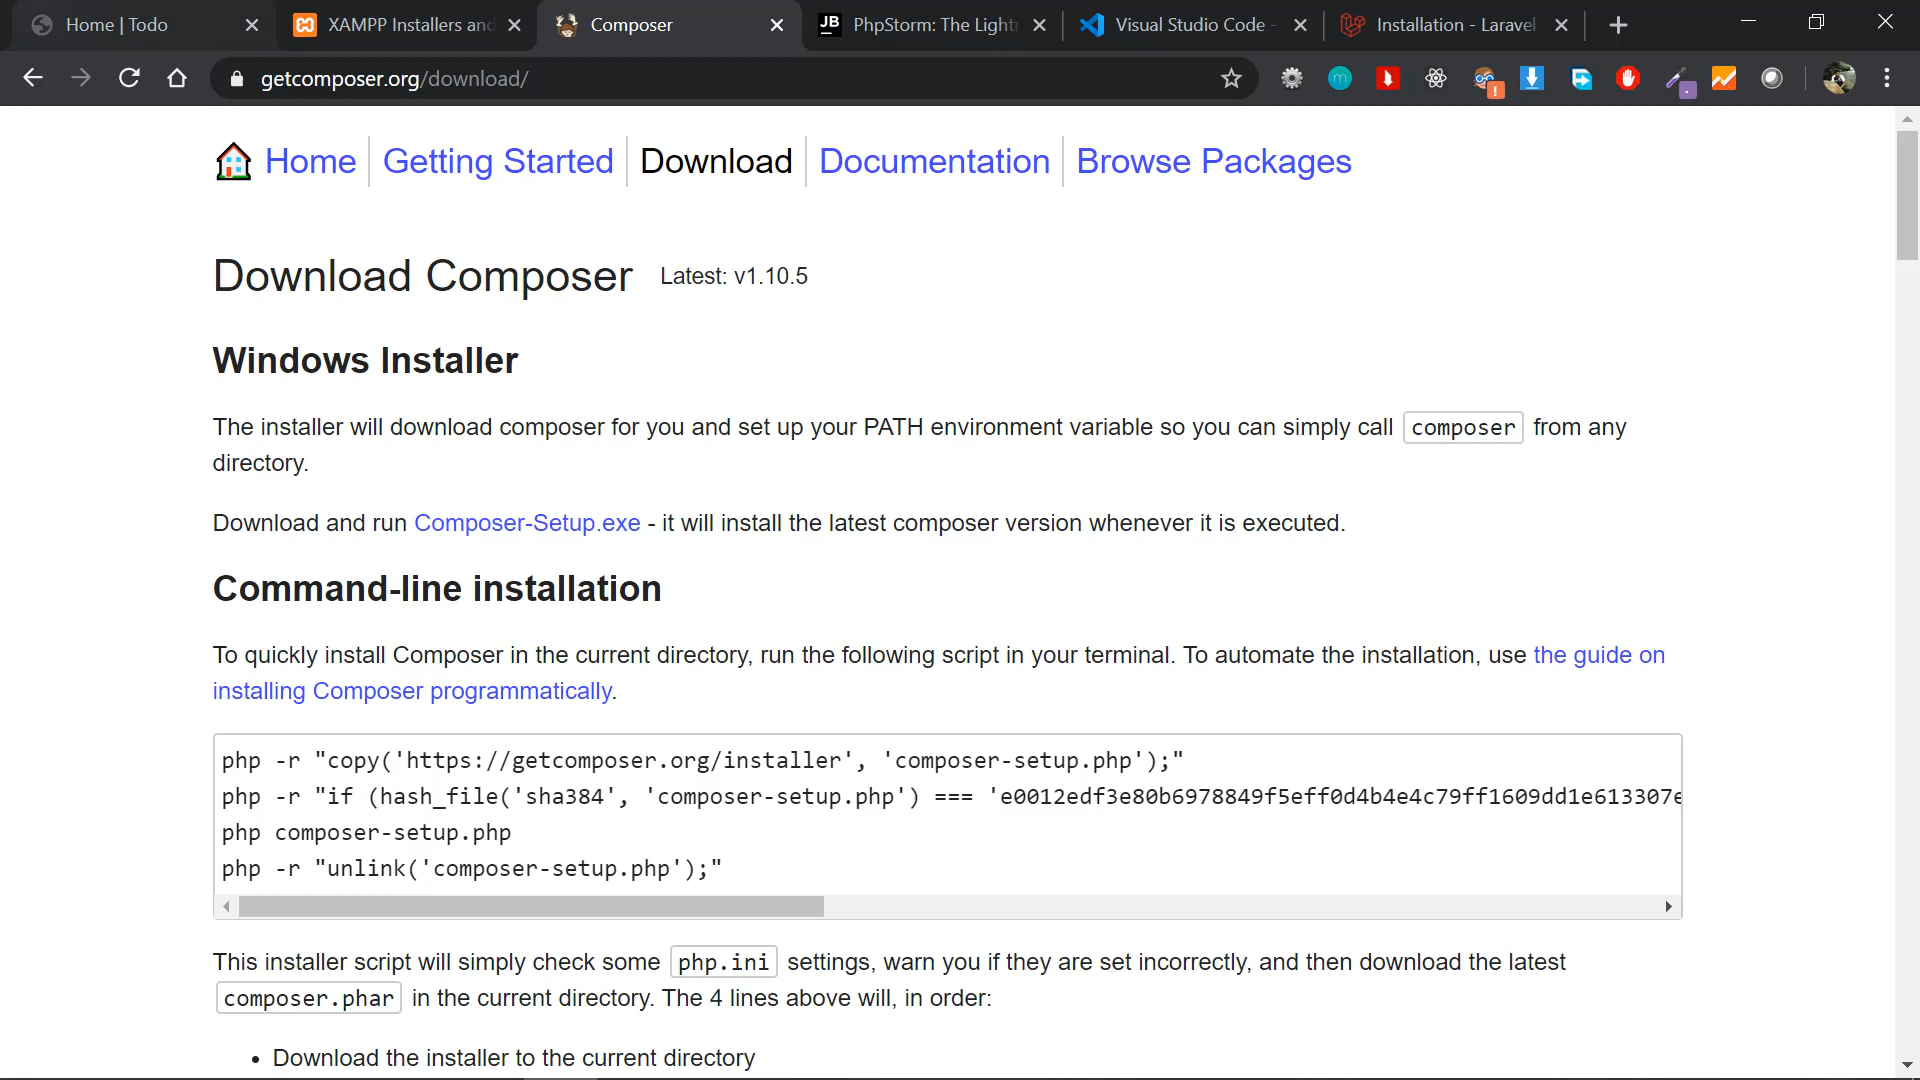 Home | Todo
XAMPP Installers and
Composer
JB
PhpStorm: The Light
Visual Studio Code -
Installation - Laravel
getcomposer.org/download/
Home
Getting Started
Download
Documentation
Browse Packages
Download Composer
Latest: v1.10.5
Windows Installer
The installer will download composer for you and set up your PATH environment variable so you can simply call composer from any
directory.
Download and run Composer-Setup.exe - it will install the latest composer version whenever it is executed.
Command-line installation
To quickly install Composer in the current directory, run the following script in your terminal. To automate the installation, use the guide on
installing Composer programmatically.
php -r "copy('https://getcomposer.org/installer', 'composer-setup.php');"
php -r "if (hash_file('sha384', 'composer-setup.php') === 'e0012edf3e80b6978849f5eff0d4b4e4c79ff1609dd1e613307e
php composer-setup.php
php -r "unlink('composer-setup.php');"
This installer script will simply check some php.ini settings, warn you if they are set incorrectly, and then download the latest
composer.phar in the current directory. The 4 lines above will, in order:
• Download the installer to the current directory